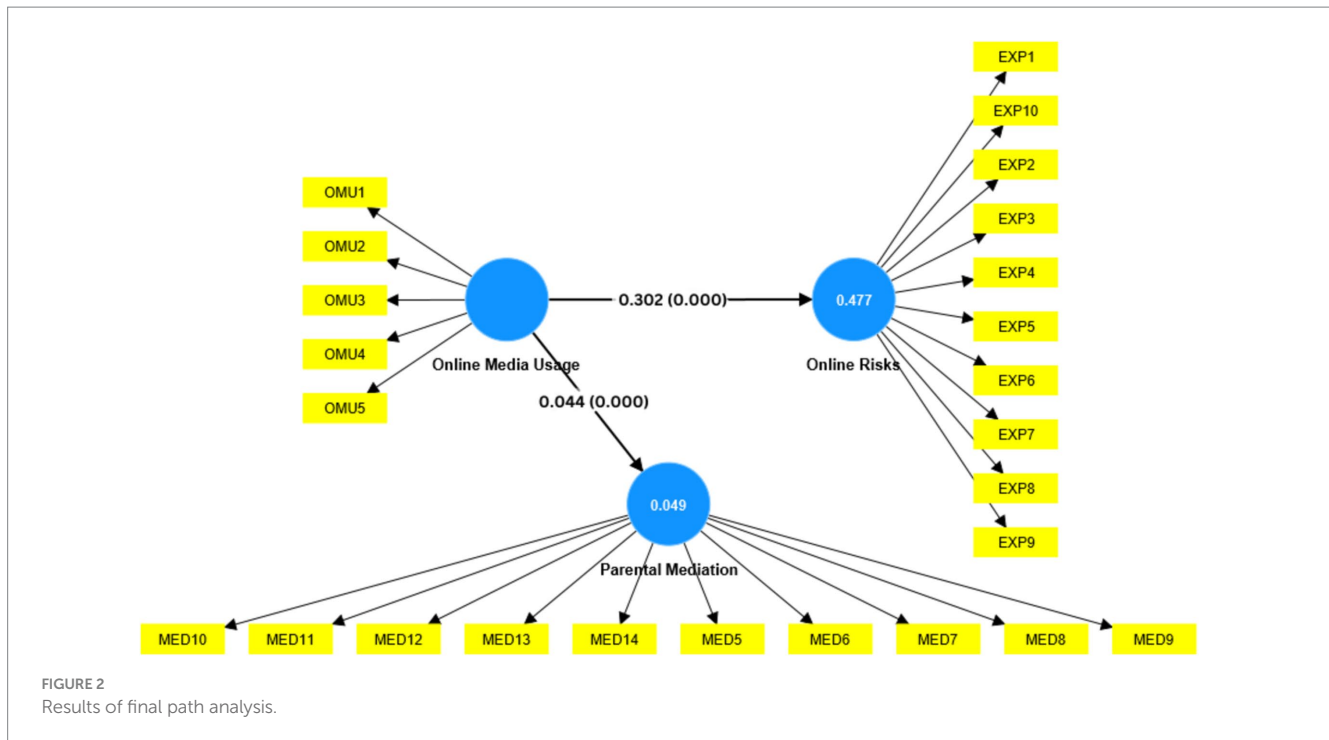 EXP1
EXP10
EXP2
OMU1
EXP3
OMU2
EXP4
OMU3
0.302 (0.000)
0.477
EXP5
OMU4
Online Media Usage
Online Risks
EXP6
OMU5
0.044 (0.000)
EXP7
EXP8
0.049
EXP9
Parental Mediation
MED10 MED11 MED12 MED13 MED14 MED5 MED6 MED7 MED8 MED9
FIGURE 2
Results of final path analysis.